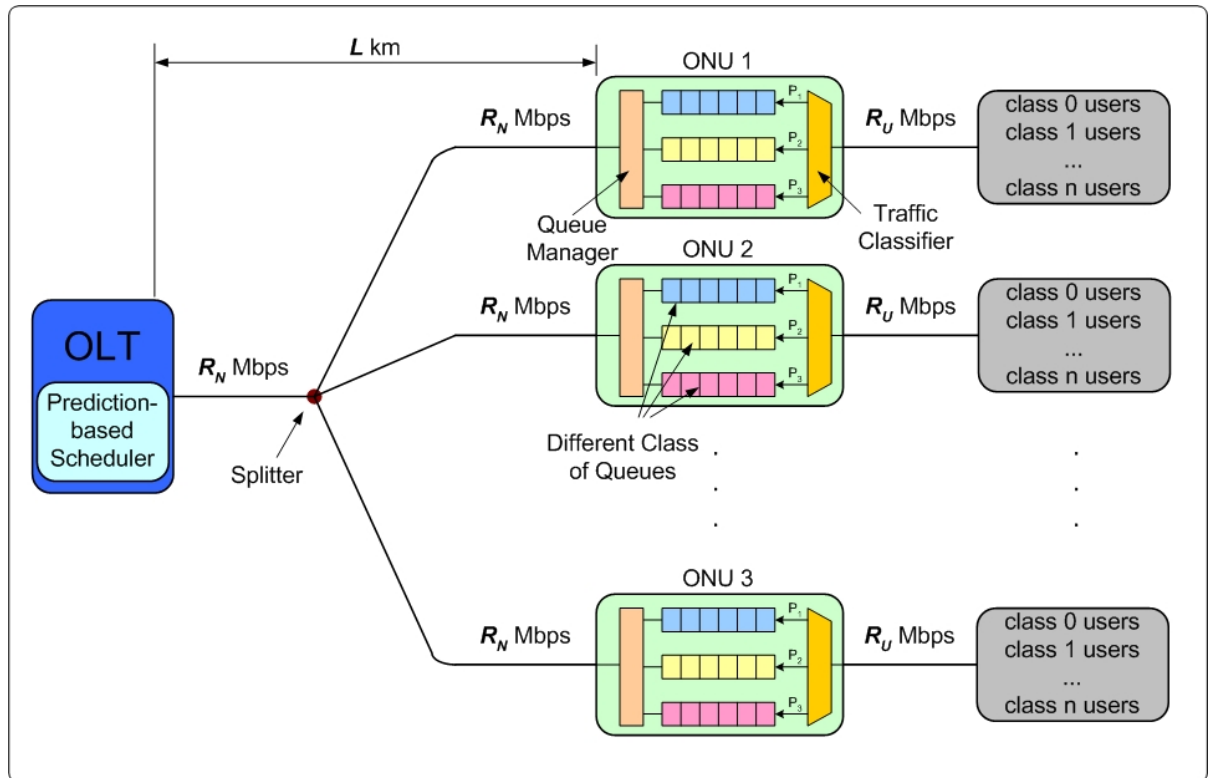 L km
ONU 1
R_N Mbps
P₁
P₂
P₃
R_U Mbps
class 0 users
class 1 users
...
class n users
Queue
Manager
Traffic
Classifier
ONU 2
OLT
Prediction-
based
Scheduler
R_N Mbps
Splitter
R_N Mbps
P₁
P₂
P₃
R_U Mbps
class 0 users
class 1 users
...
class n users
Different Class
of Queues
ONU 3
R_N Mbps
P₁
P₂
P₃
R_U Mbps
class 0 users
class 1 users
...
class n users